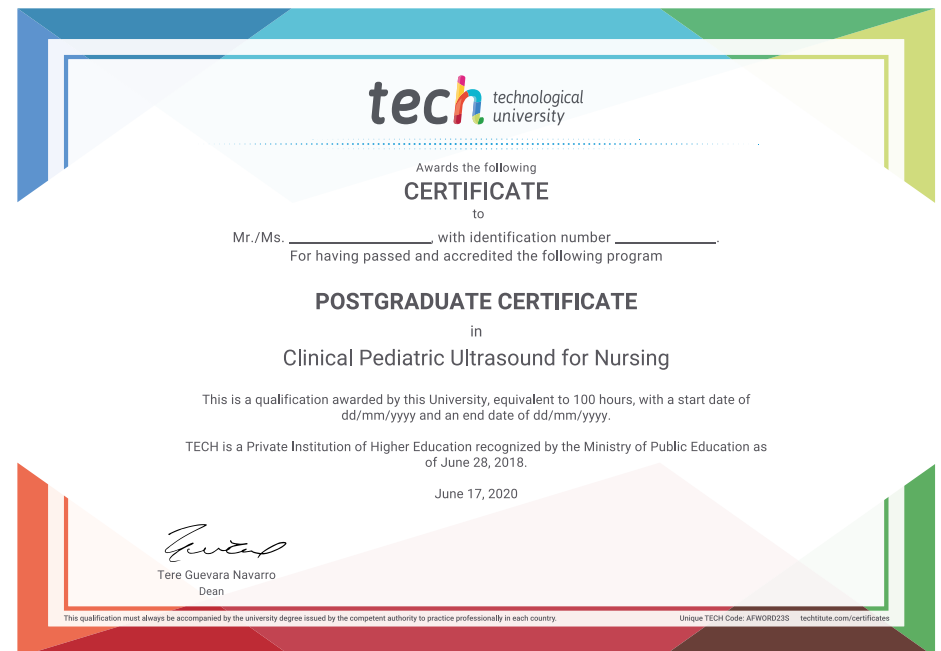 tech technological
university
Awards the following
CERTIFICATE
to
Mr./Ms. ____________________, with identification number ______________.
For having passed and accredited the following program
POSTGRADUATE CERTIFICATE
in
Clinical Pediatric Ultrasound for Nursing
This is a qualification awarded by this University, equivalent to 100 hours, with a start date of
dd/mm/yyyy and an end date of dd/mm/yyyy.
TECH is a Private Institution of Higher Education recognized by the Ministry of Public Education as
of June 28, 2018.
June 17, 2020
Tere Guevara Navarro
Dean
This qualification must always be accompanied by the university degree issued by the competent authority to practice professionally in each country.
Unique TECH Code: AFWORD23S techtitute.com/certificates